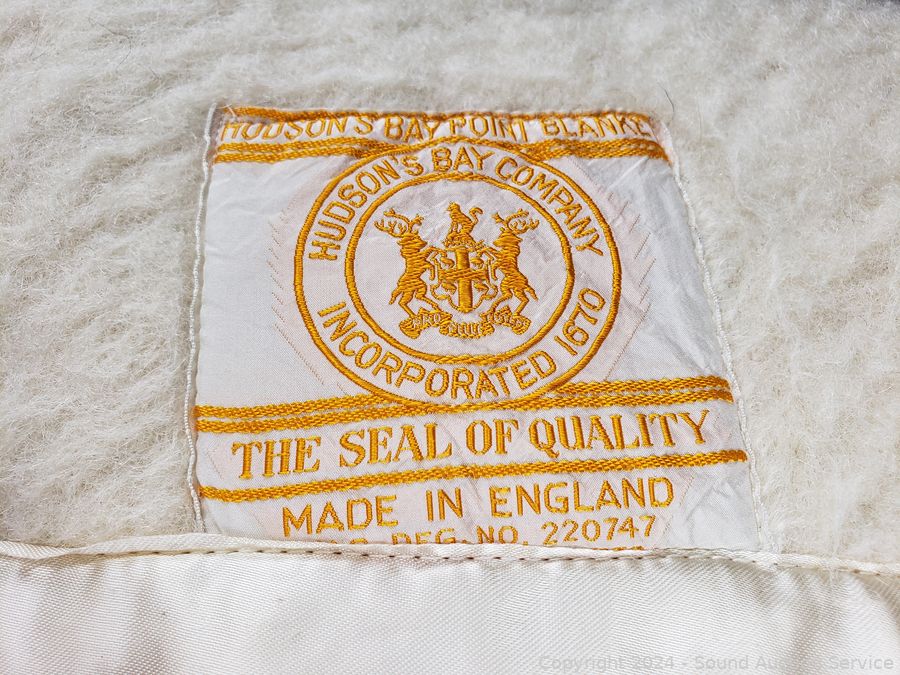 HUDSON'S BAY POINT BLANKE
HUDSON'S BAY COMPANY
INCORPORATED 1670
THE SEAL OF QUALITY
MADE IN ENGLAND
REG. NO. 220747
Copyright 2024 - Sound Auction Service